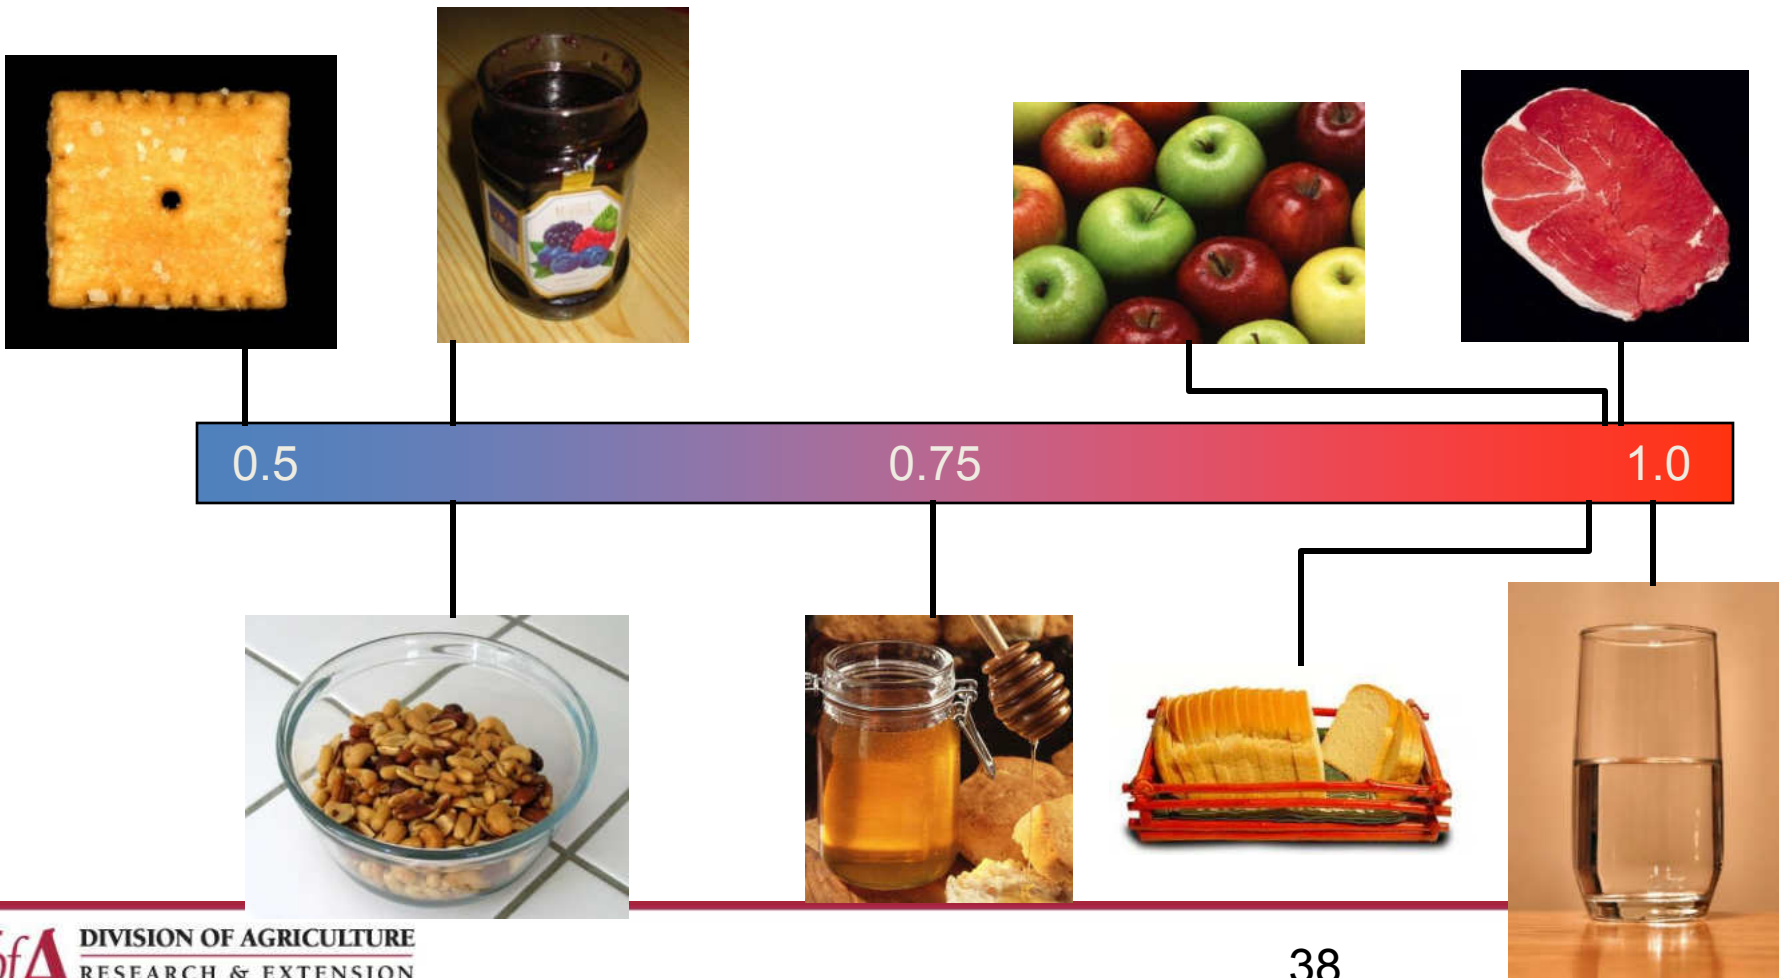 0.5
0.75
1.0
DIVISION OF AGRICULTURE
RESEARCH & EXTENSION
38